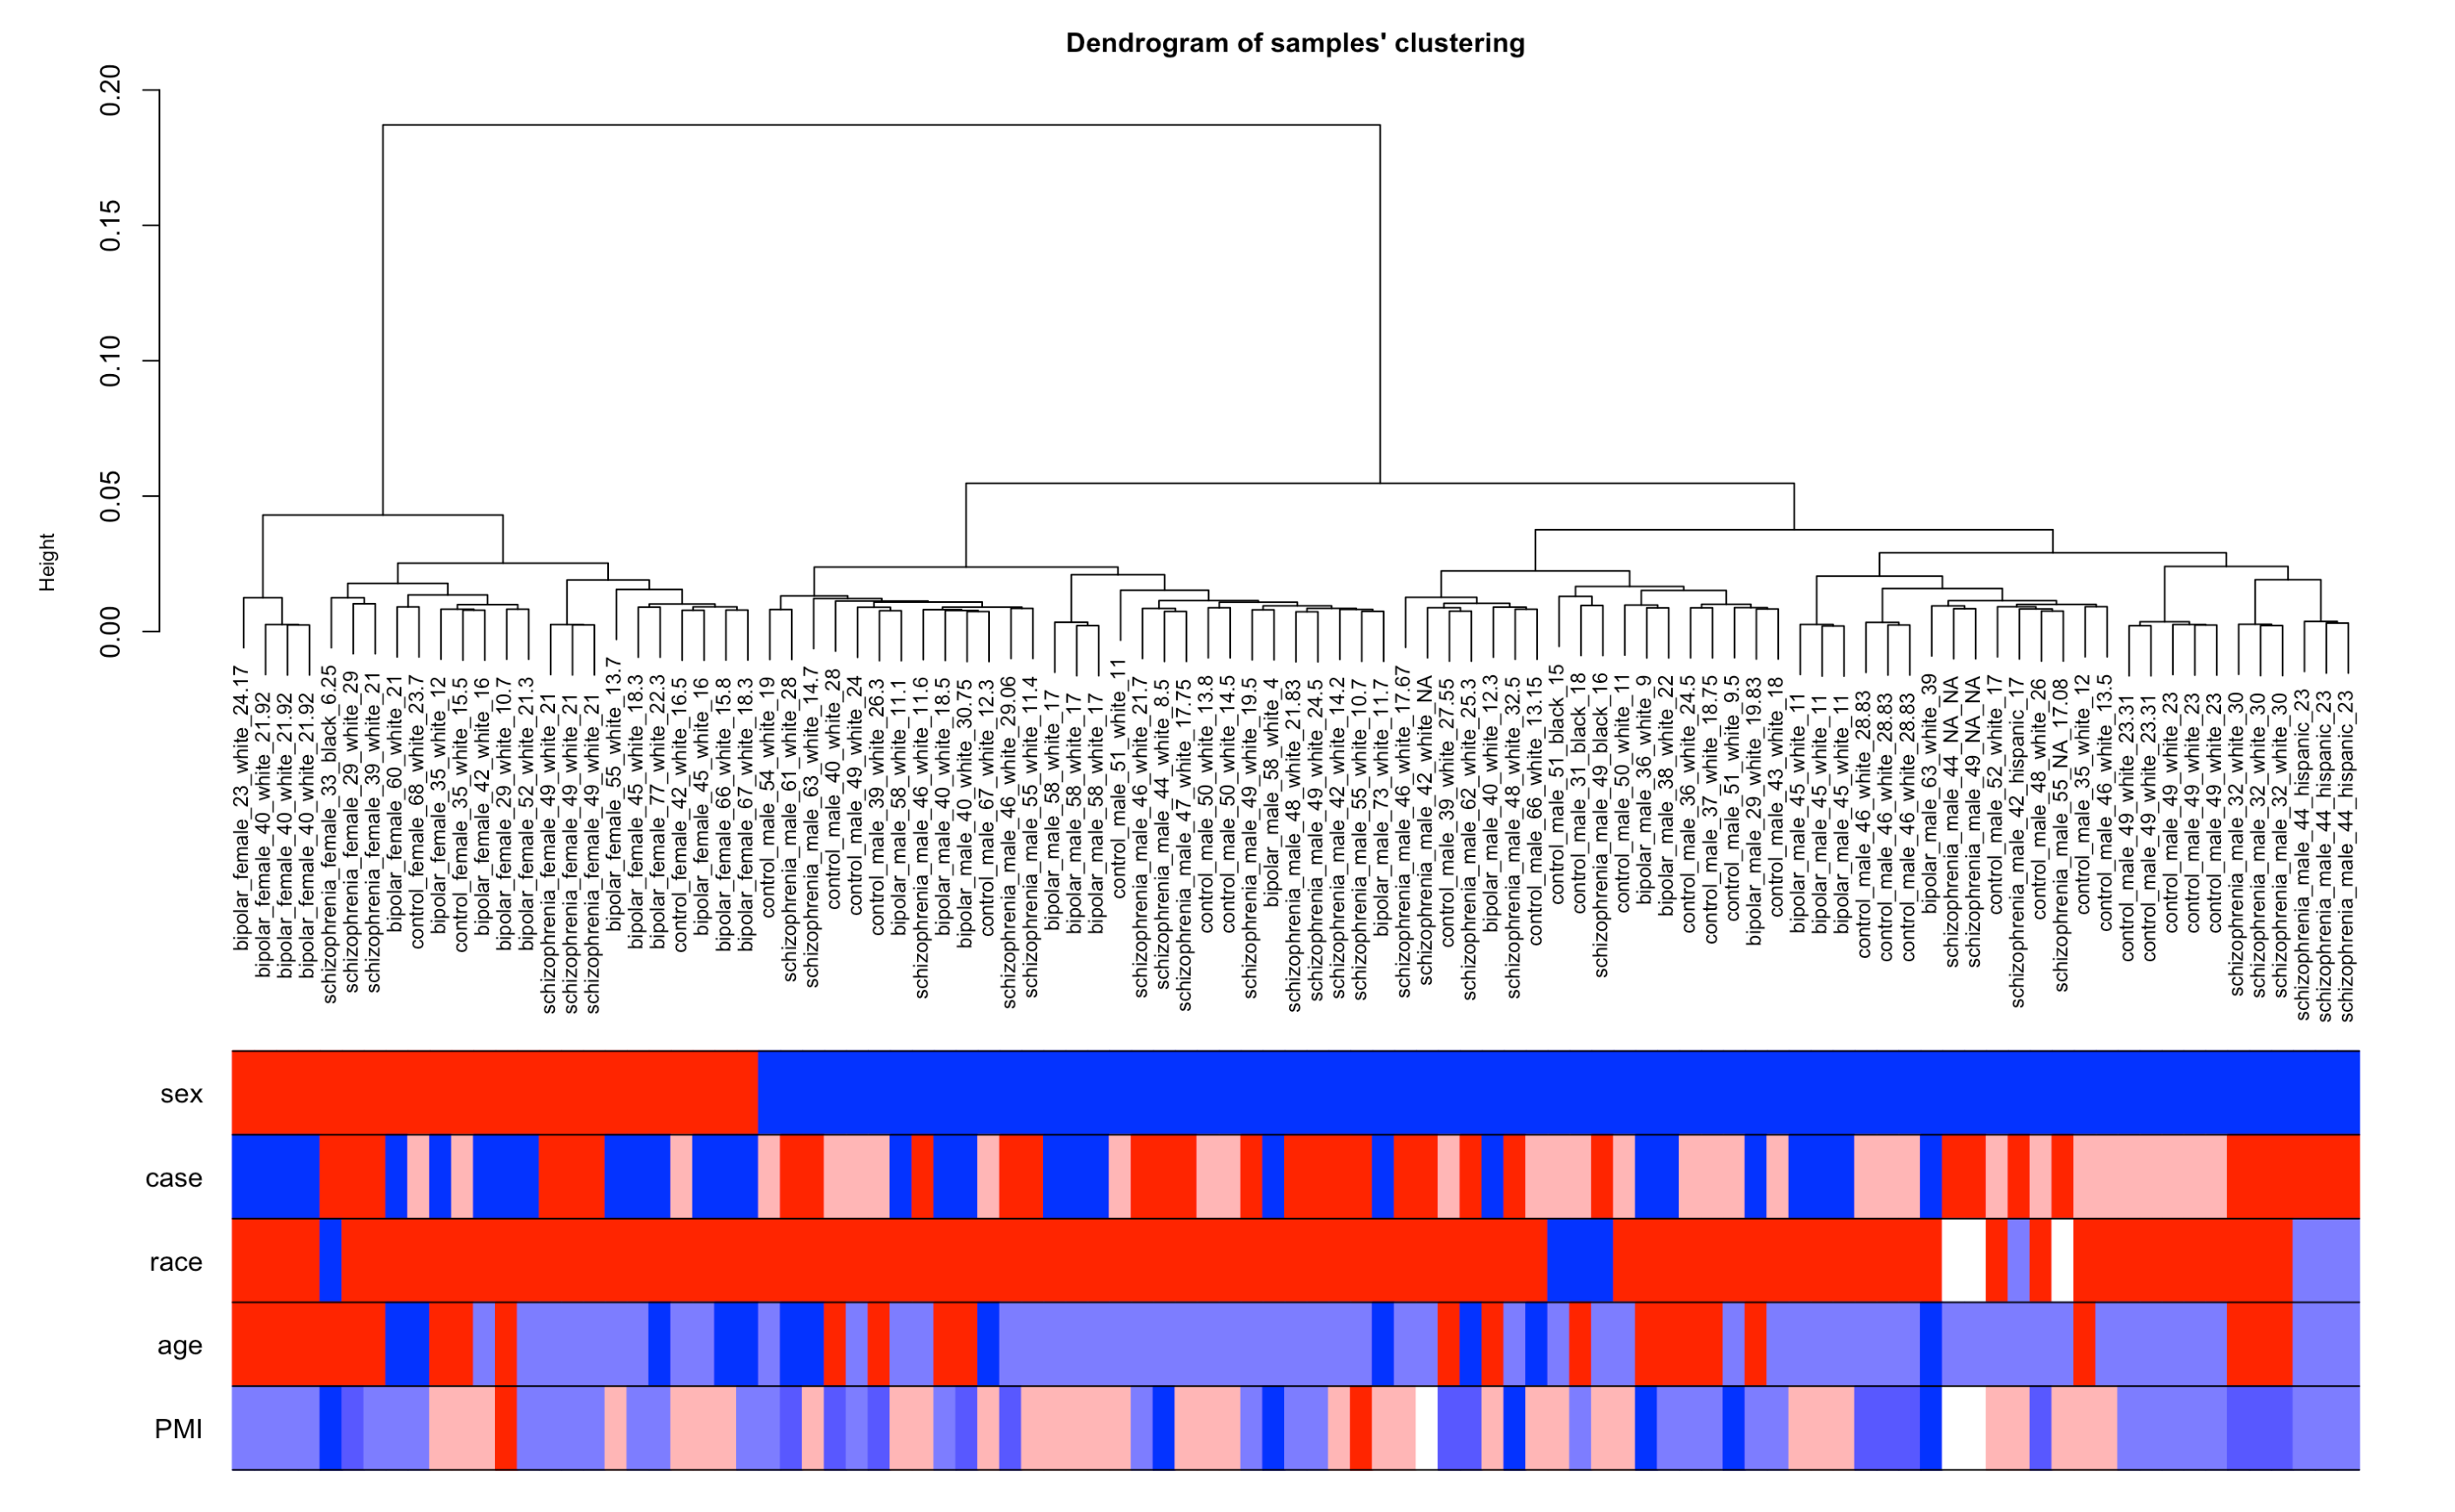 Dendrogram of samples' clustering
0.20
0.15
0.10
0.05
0.00
Height
bipolar_female_23_white_24.17
bipolar_female_40_white_21.92
bipolar_female_40_white_21.92
bipolar_female_40_white_21.92
schizophrenia_female_33_black_6.25
schizophrenia_female_29_white_29
schizophrenia_female_39_white_21
bipolar_female_60_white_21
control_female_68_white_23.7
bipolar_female_35_white_12
control_female_35_white_15.5
bipolar_female_42_white_16
bipolar_female_29_white_10.7
bipolar_female_52_white_21.3
schizophrenia_female_49_white_21
schizophrenia_female_49_white_21
schizophrenia_female_49_white_21
bipolar_female_55_white_13.7
bipolar_female_45_white_18.3
bipolar_female_77_white_22.3
control_female_42_white_16.5
bipolar_female_45_white_16
bipolar_female_66_white_15.8
bipolar_female_67_white_18.3
control_male_54_white_19
schizophrenia_male_61_white_28
schizophrenia_male_63_white_14.7
control_male_40_white_28
control_male_49_white_24
control_male_39_white_26.3
bipolar_male_58_white_11.1
schizophrenia_male_46_white_11.6
bipolar_male_40_white_18.5
bipolar_male_40_white_30.75
control_male_67_white_12.3
schizophrenia_male_46_white_29.06
schizophrenia_male_55_white_11.4
bipolar_male_58_white_17
bipolar_male_58_white_17
bipolar_male_58_white_17
control_male_51_white_11
schizophrenia_male_46_white_21.7
schizophrenia_male_44_white_8.5
schizophrenia_male_47_white_17.75
control_male_50_white_13.8
control_male_50_white_14.5
schizophrenia_male_49_white_19.5
bipolar_male_58_white_4
schizophrenia_male_48_white_21.83
schizophrenia_male_49_white_24.5
schizophrenia_male_42_white_14.2
schizophrenia_male_55_white_10.7
bipolar_male_73_white_11.7
schizophrenia_male_46_white_17.67
schizophrenia_male_42_white_NA
control_male_39_white_27.55
schizophrenia_male_62_white_25.3
bipolar_male_40_white_12.3
schizophrenia_male_48_white_32.5
control_male_66_white_13.15
control_male_51_black_15
control_male_31_black_18
schizophrenia_male_49_black_16
control_male_50_white_11
bipolar_male_36_white_9
bipolar_male_38_white_22
control_male_36_white_24.5
control_male_37_white_18.75
control_male_51_white_9.5
bipolar_male_29_white_19.83
control_male_43_white_18
bipolar_male_45_white_11
bipolar_male_45_white_11
bipolar_male_45_white_11
control_male_46_white_28.83
control_male_46_white_28.83
control_male_46_white_28.83
bipolar_male_63_white_39
schizophrenia_male_44_NA_NA
schizophrenia_male_49_NA_NA
control_male_52_white_17
schizophrenia_male_42_hispanic_17
control_male_48_white_26
schizophrenia_male_55_NA_17.08
control_male_35_white_12
control_male_46_white_13.5
control_male_49_white_23.31
control_male_49_white_23.31
control_male_49_white_23
control_male_49_white_23
control_male_49_white_23
schizophrenia_male_32_white_30
schizophrenia_male_32_white_30
schizophrenia_male_32_white_30
schizophrenia_male_44_hispanic_23
schizophrenia_male_44_hispanic_23
schizophrenia_male_44_hispanic_23
sex
case
race
age
PMI